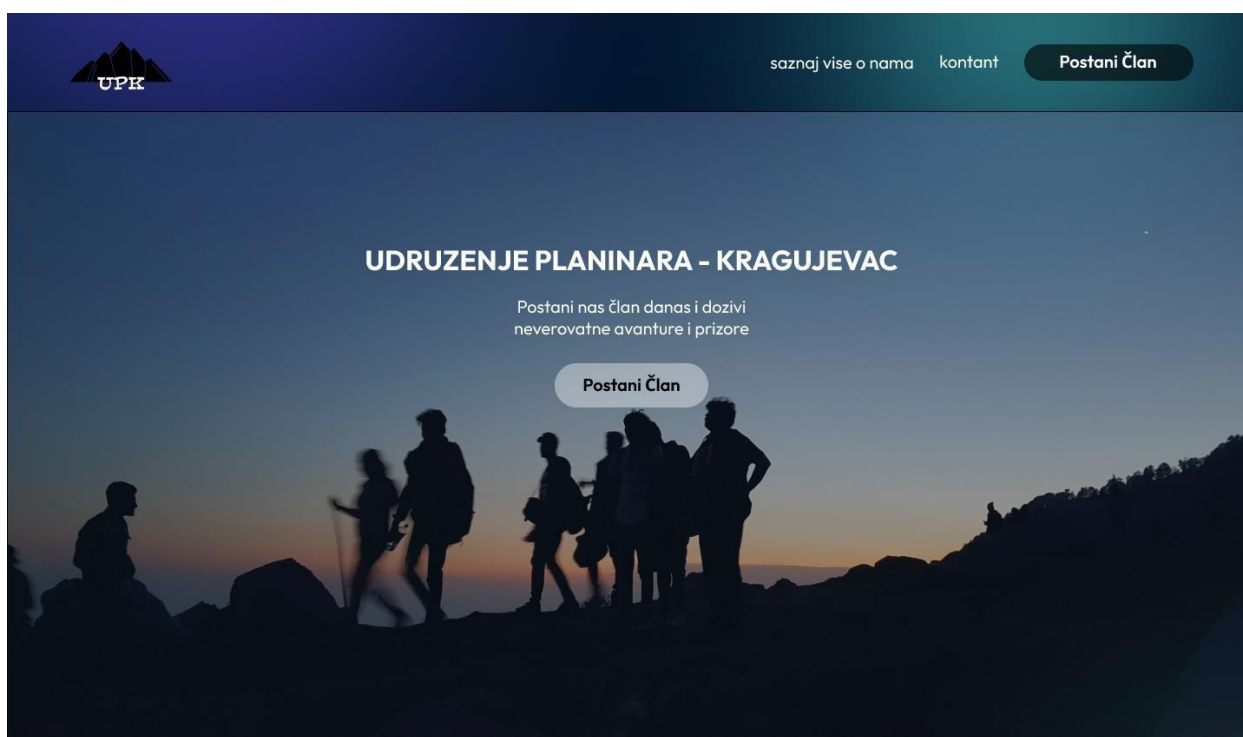 UPK
saznaj vise o nama
kontant
Postani Član
UDRUZENJE PLANINARA - KRAGUJEVAC
Postani nas član danas i dozivi
neverovatne avanture i prizore
Postani Član